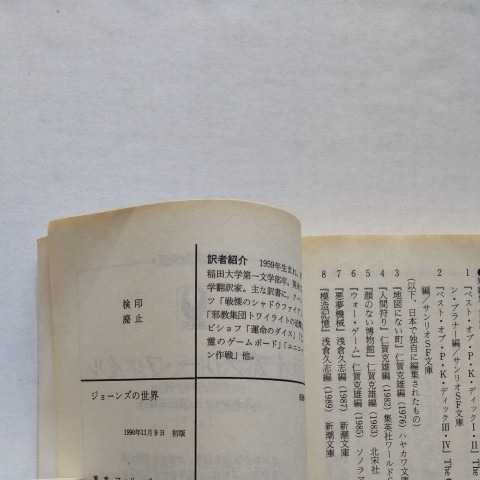 訳者紹介　1959年生まれ。
稲田大学第一文学部卒。
学翻訳家。主な訳書に、
ツ「戦慄のシャドウファイア」
「邪教集団トワイライトの
ビショフ「運命のダイス」
霊のゲームボード」「ユニコ
ン作戦」他。
検印
廃止
ジョーンズの世界
1990年11月9日　初版
1『ベスト・オブ・P・K・ディックⅠ・Ⅱ』The
ン・ブラナー編／サンリオSF文庫
2『ベスト・オブ・P・K・ディックⅢ・Ⅳ』The
編／サンリオSF文庫
（以下、日本で独自に編集されたもの）
3『地図にない町』仁賀克雄編（1976）ハヤカワ文庫
4『人間狩り』仁賀克雄編（1982）集英社ワールドS
5『顔のない博物館』仁賀克雄編（1983）北宋社
6『ウォー・ゲーム』仁賀克雄編（1985）ソノラマ
7『悪夢機械』浅倉久志編（1987）新潮文庫
8『模造記憶』浅倉久志編（1989）新潮文庫